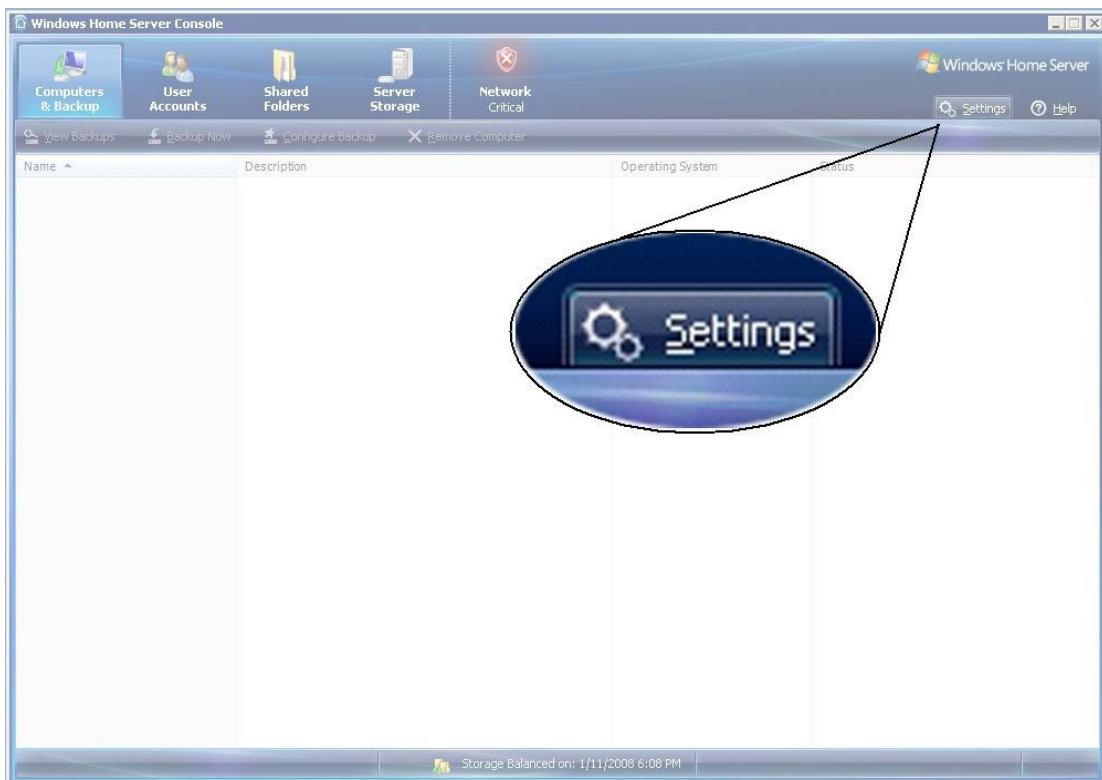 Windows Home Server Console
Windows Home Server
Computers & Backup
User Accounts
Shared Folders
Server Storage
Network Critical
Settings
Help
View Backups
Backup Now
Configure Backup
Remove Computer
Name
Description
Operating System
Status
Settings
Storage Balanced on: 1/11/2008 6:08 PM